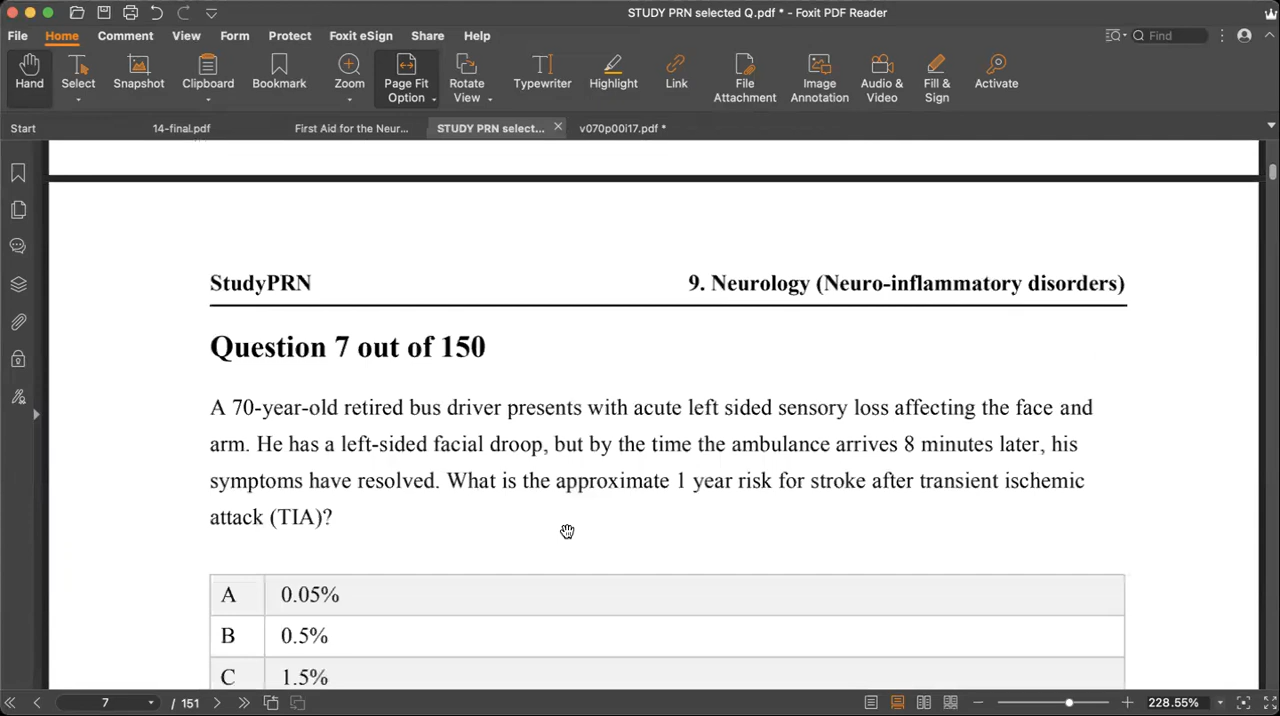 STUDY PRN selected Q.pdf * - Foxit PDF Reader
File Home Comment View Form Protect Foxit eSign Share Help
Find
Hand Select Snapshot Clipboard Bookmark Zoom Page Fit Option Rotate View Typewriter Highlight Link File Attachment Image Annotation Audio & Video Fill & Sign Activate
Start 14-final.pdf First Aid for the Neur... STUDY PRN select... v070p00i17.pdf *
StudyPRN 9. Neurology (Neuro-inflammatory disorders)
Question 7 out of 150
A 70-year-old retired bus driver presents with acute left sided sensory loss affecting the face and
arm. He has a left-sided facial droop, but by the time the ambulance arrives 8 minutes later, his
symptoms have resolved. What is the approximate 1 year risk for stroke after transient ischemic
attack (TIA)?
A 0.05%
B 0.5%
C 1.5%
7 / 151 228.55%